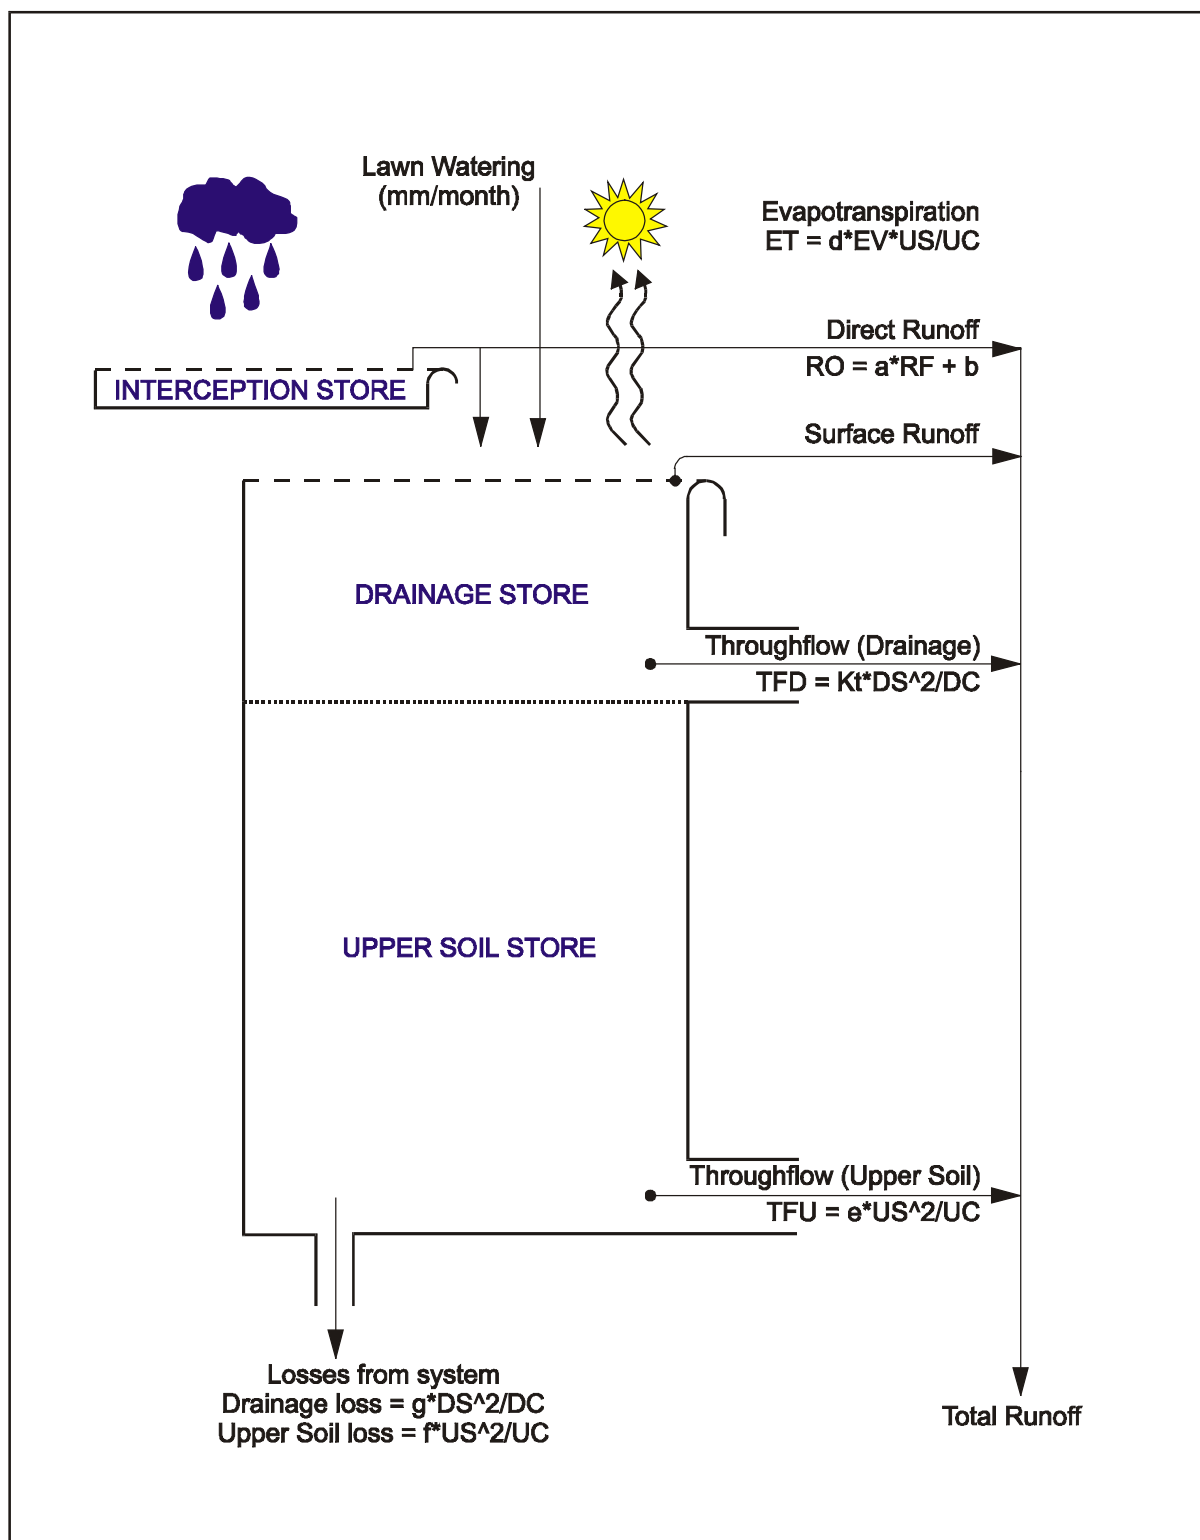 Lawn Watering
(mm/month)
Evapotranspiration
ET = d*EV*US/UC
Direct Runoff
RO = a*RF + b
INTERCEPTION STORE
Surface Runoff
DRAINAGE STORE
Throughflow (Drainage)
TFD = Kt*DS^2/DC
UPPER SOIL STORE
Throughflow (Upper Soil)
TFU = e*US^2/UC
Losses from system
Drainage loss = g*DS^2/DC
Upper Soil loss = f*US^2/UC
Total Runoff